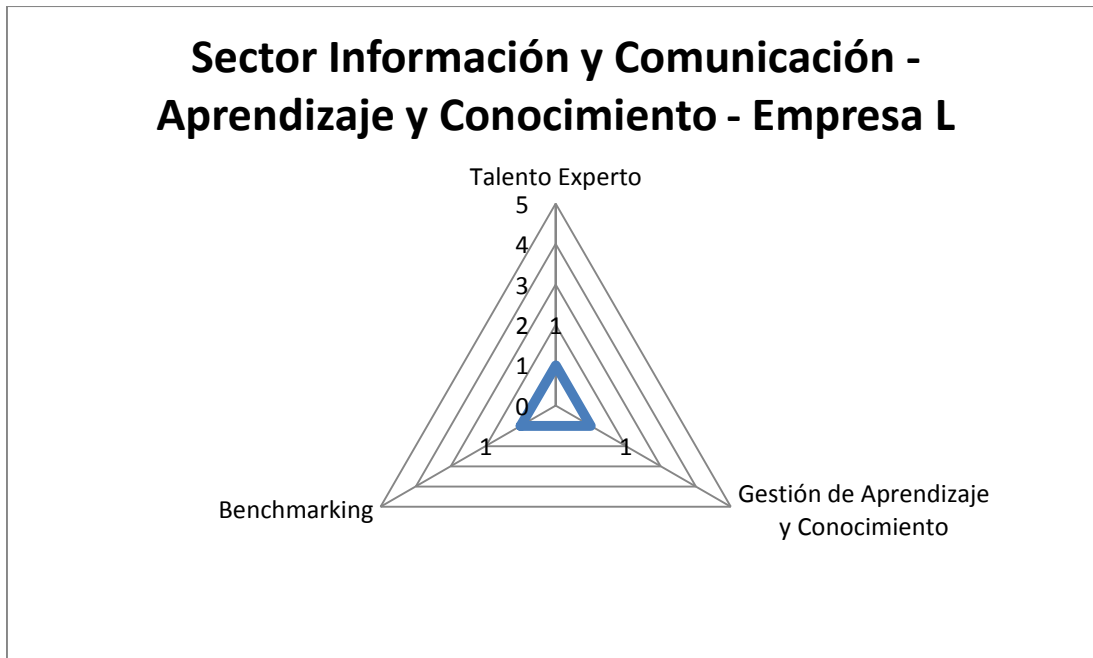 Sector Información y Comunicación -
Aprendizaje y Conocimiento - Empresa L
Talento Experto
5
4
3
2
1
1
0
1
1
Benchmarking
Gestión de Aprendizaje
y Conocimiento